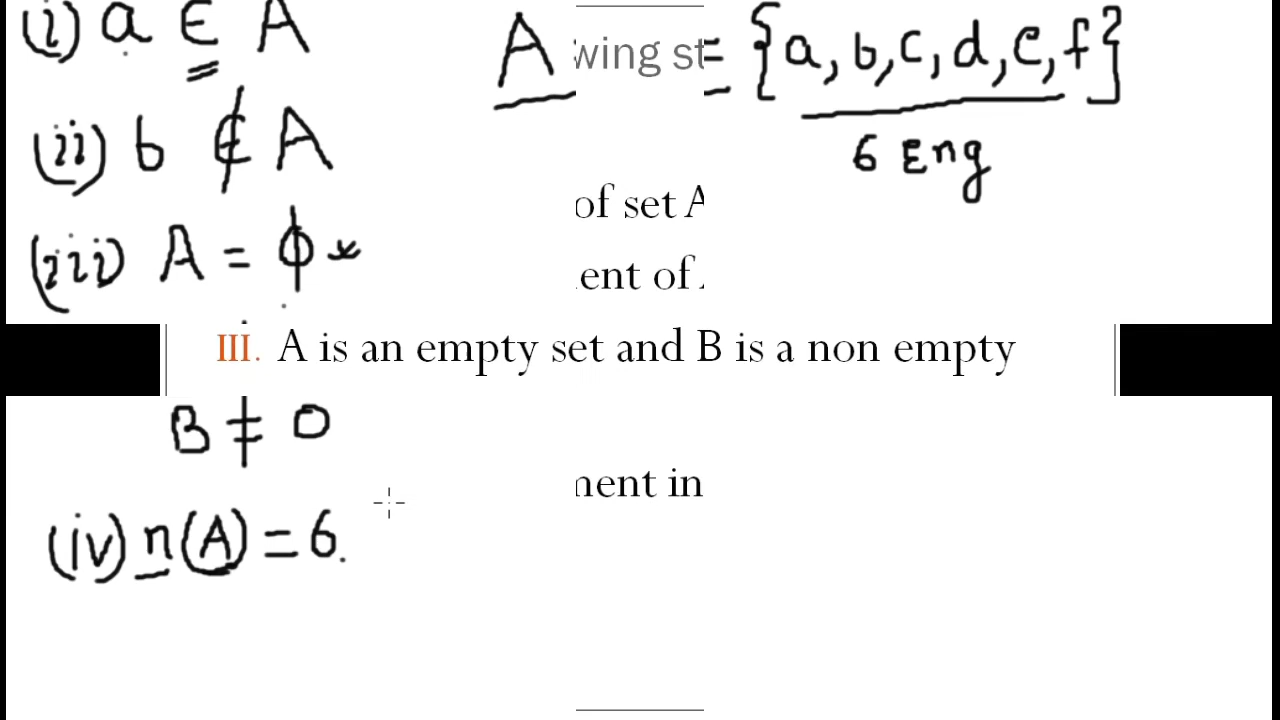 (i) a ∈ A
A = {a, b, c, d, e, f}
wing st
(ii) b ∉ A
6 Eng
of set A
(iii) A = ϕ
ent of
III. A is an empty set and B is a non empty
B ≠ 0
ment in
(iv) n(A) = 6.